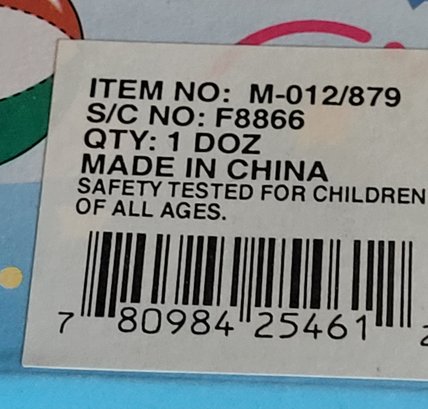 ITEM NO: M-012/879
S/C NO: F8866
QTY: 1 DOZ
MADE IN CHINA
SAFETY TESTED FOR CHILDREN
OF ALL AGES.
7 80984 25461